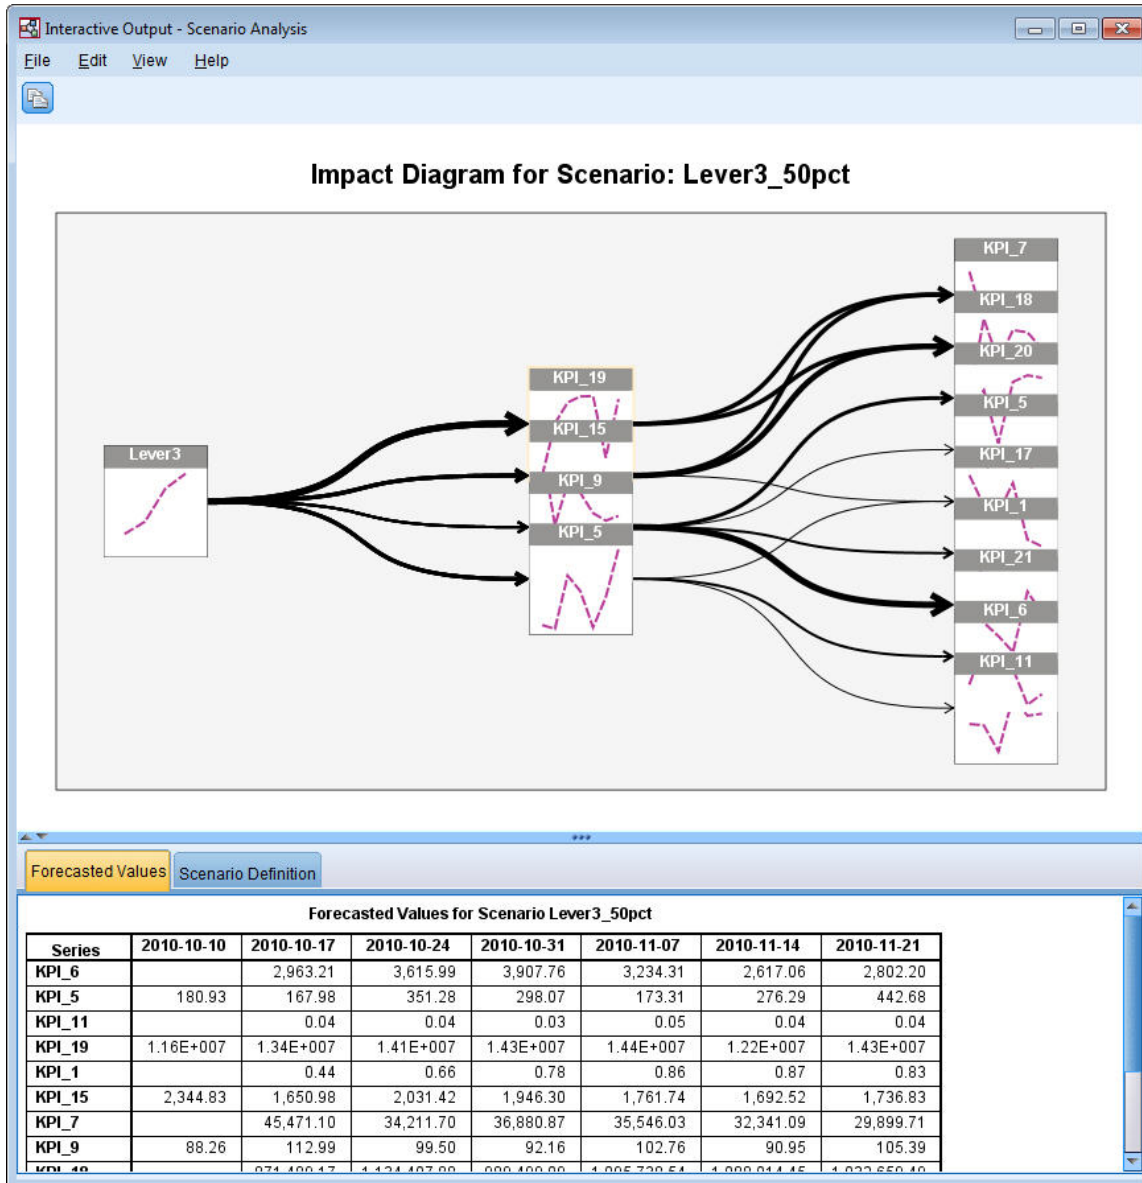 Interactive Output - Scenario Analysis
File Edit View Help
Impact Diagram for Scenario: Lever3_50pct
KPI_7
KPI_18
KPI_20
KPI_5
KPI_17
KPI_1
KPI_21
KPI_6
KPI_11
KPI_19
KPI_15
KPI_9
KPI_5
Lever3
Forecasted Values Scenario Definition
Forecasted Values for Scenario Lever3_50pct
Series 2010-10-10 2010-10-17 2010-10-24 2010-10-31 2010-11-07 2010-11-14 2010-11-21
KPI_6 2,963.21 3,615.99 3,907.76 3,234.31 2,617.06 2,802.20
KPI_5 180.93 167.98 351.28 298.07 173.31 276.29 442.68
KPI_11 0.04 0.04 0.03 0.05 0.04 0.04
KPI_19 1.16E+007 1.34E+007 1.41E+007 1.43E+007 1.44E+007 1.22E+007 1.43E+007
KPI_1 0.44 0.66 0.78 0.86 0.87 0.83
KPI_15 2,344.83 1,650.98 2,031.42 1,946.30 1,761.74 1,692.52 1,736.83
KPI_7 45,471.10 34,211.70 36,880.87 35,546.03 32,341.09 29,899.71
KPI_9 88.26 112.99 99.50 92.16 102.76 90.95 105.39
KPI_18